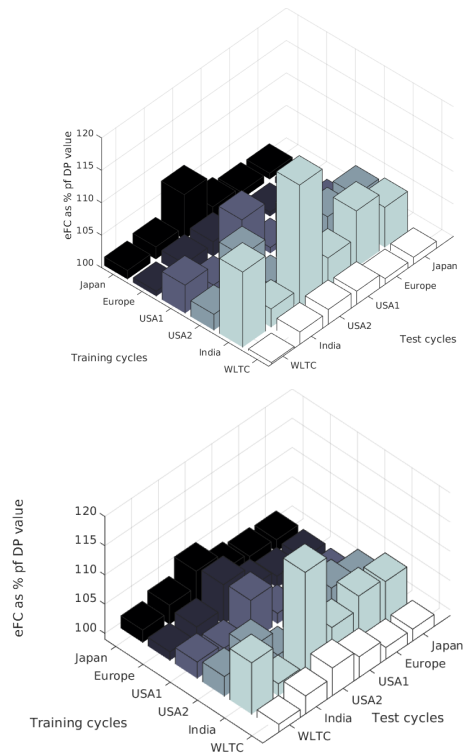 eFC as % pf DP value
120
115
110
105
100
Japan
Europe
USA1
USA2
India
WLTC
Training cycles
WLTC
India
USA2
USA1
Europe
Japan
Test cycles
eFC as % pf DP value
120
115
110
105
100
Japan
Europe
USA1
USA2
India
WLTC
Training cycles
WLTC
India
USA2
USA1
Europe
Japan
Test cycles